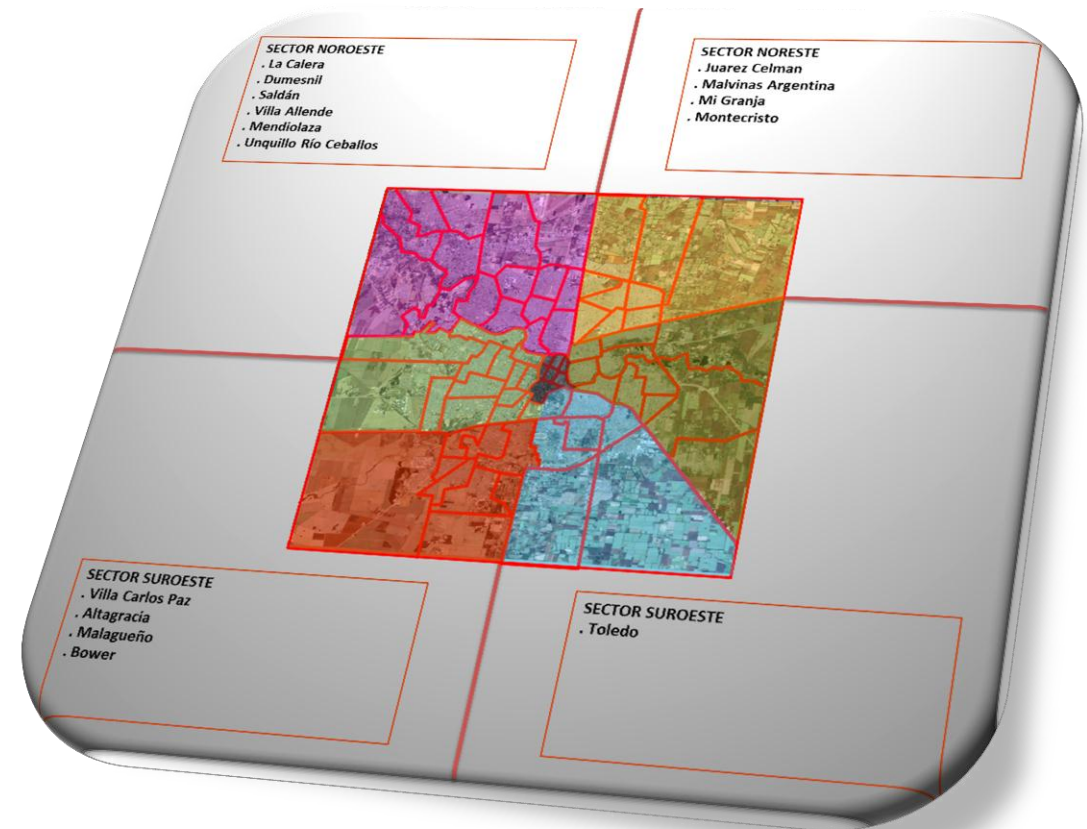 SECTOR NOROESTE
. La Calera
. Dumesnil
. Saldán
. Villa Allende
. Mendiolaza
. Unquillo Río Ceballos
SECTOR NORESTE
. Juarez Celman
. Malvinas Argentina
. Mi Granja
. Montecristo
SECTOR SUROESTE
. Villa Carlos Paz
. Altagracia
. Malagueño
. Bower
SECTOR SUROESTE
. Toledo